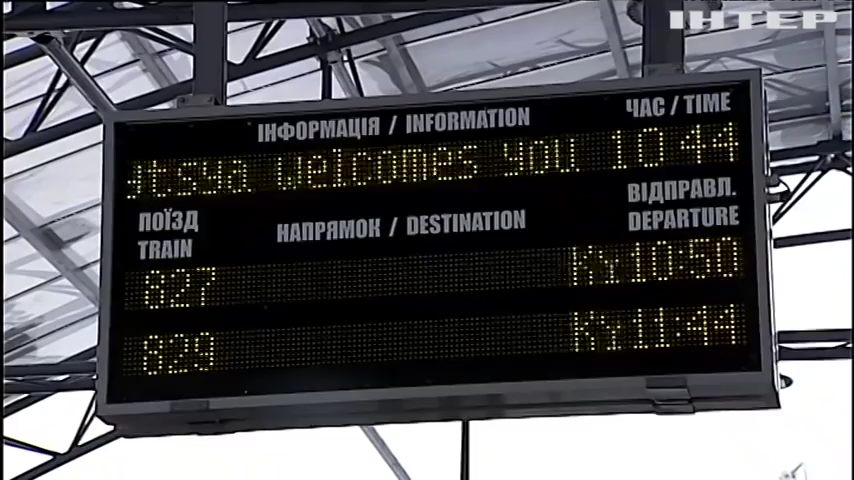 ІНТЕР
ІНФОРМАЦІЯ / INFORMATION ЧАС / TIME
welcomes you 10 44
ПОЇЗД НАПРЯМОК / DESTINATION ВІДПРАВЛ.
TRAIN DEPARTURE
827 Ky10:50
829 Ky11:44